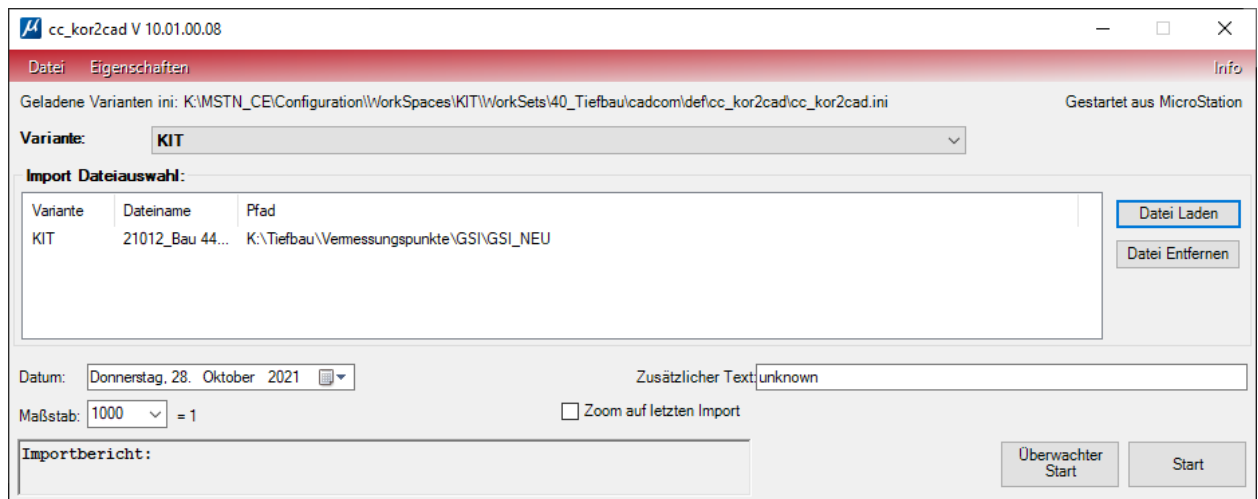 cc_kor2cad V 10.01.00.08
Datei Eigenschaften Info
Geladene Varianten ini: K:\MSTN_CE\Configuration\WorkSpaces\KIT\WorkSets\40_Tiefbau\cadcom\def\cc_kor2cad\cc_kor2cad.ini Gestartet aus MicroStation
Variante: KIT
Import Dateiauswahl:
Variante Dateiname Pfad
KIT 21012_Bau 44... K:\Tiefbau\Vermessungspunkte\GSI\GSI_NEU
Datei Laden
Datei Entfernen
Datum: Donnerstag, 28. Oktober 2021 Zusätzlicher Text: unknown
Maßstab: 1000 = 1 Zoom auf letzten Import
Importbericht:
Überwachter
Start
Start